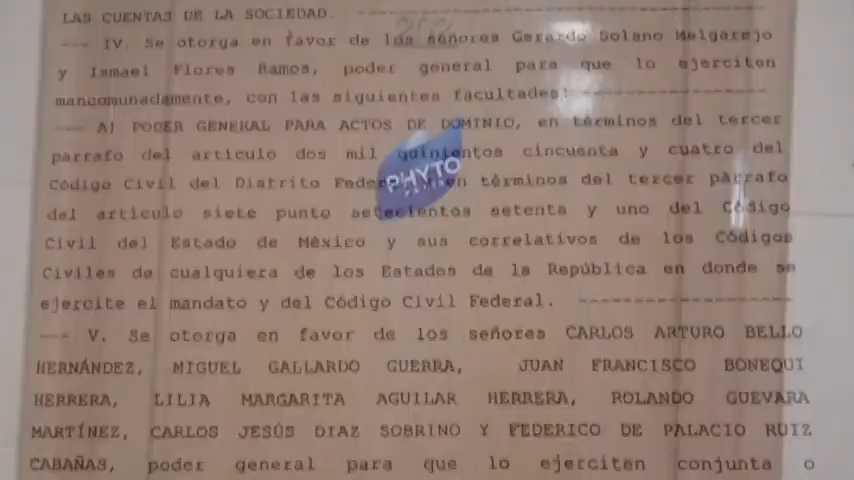 LAS CUENTAS DE LA SOCIEDAD. ---
--- IV. Se otorga en favor de los señores Gerardo Solano Melgarejo
y Ismael Flores Ramos, poder general para que lo ejerciten
mancomunadamente, con las siguientes facultades: ---
--- A) PODER GENERAL PARA ACTOS DE DOMINIO, en términos del tercer
párrafo del artículo dos mil quinientos cincuenta y cuatro del
Código Civil del Distrito Federal en términos del tercer párrafo
del artículo siete punto setecientos setenta y uno del Código
Civil del Estado de México y sus correlativos de los Códigos
Civiles de cualquiera de los Estados de la República en donde se
ejercite el mandato y del Código Civil Federal. ---
--- V. Se otorga en favor de los señores CARLOS ARTURO BELLO
HERNÁNDEZ, MIGUEL GALLARDO GUERRA, JUAN FRANCISCO BONEQUI
HERRERA, LILIA MARGARITA AGUILAR HERRERA, ROLANDO GUEVARA
MARTÍNEZ, CARLOS JESÚS DIAZ SOBRINO Y FEDERICO DE PALACIO RUIZ
CABAÑAS, poder general para que lo ejerciten conjunta o
PHYTO